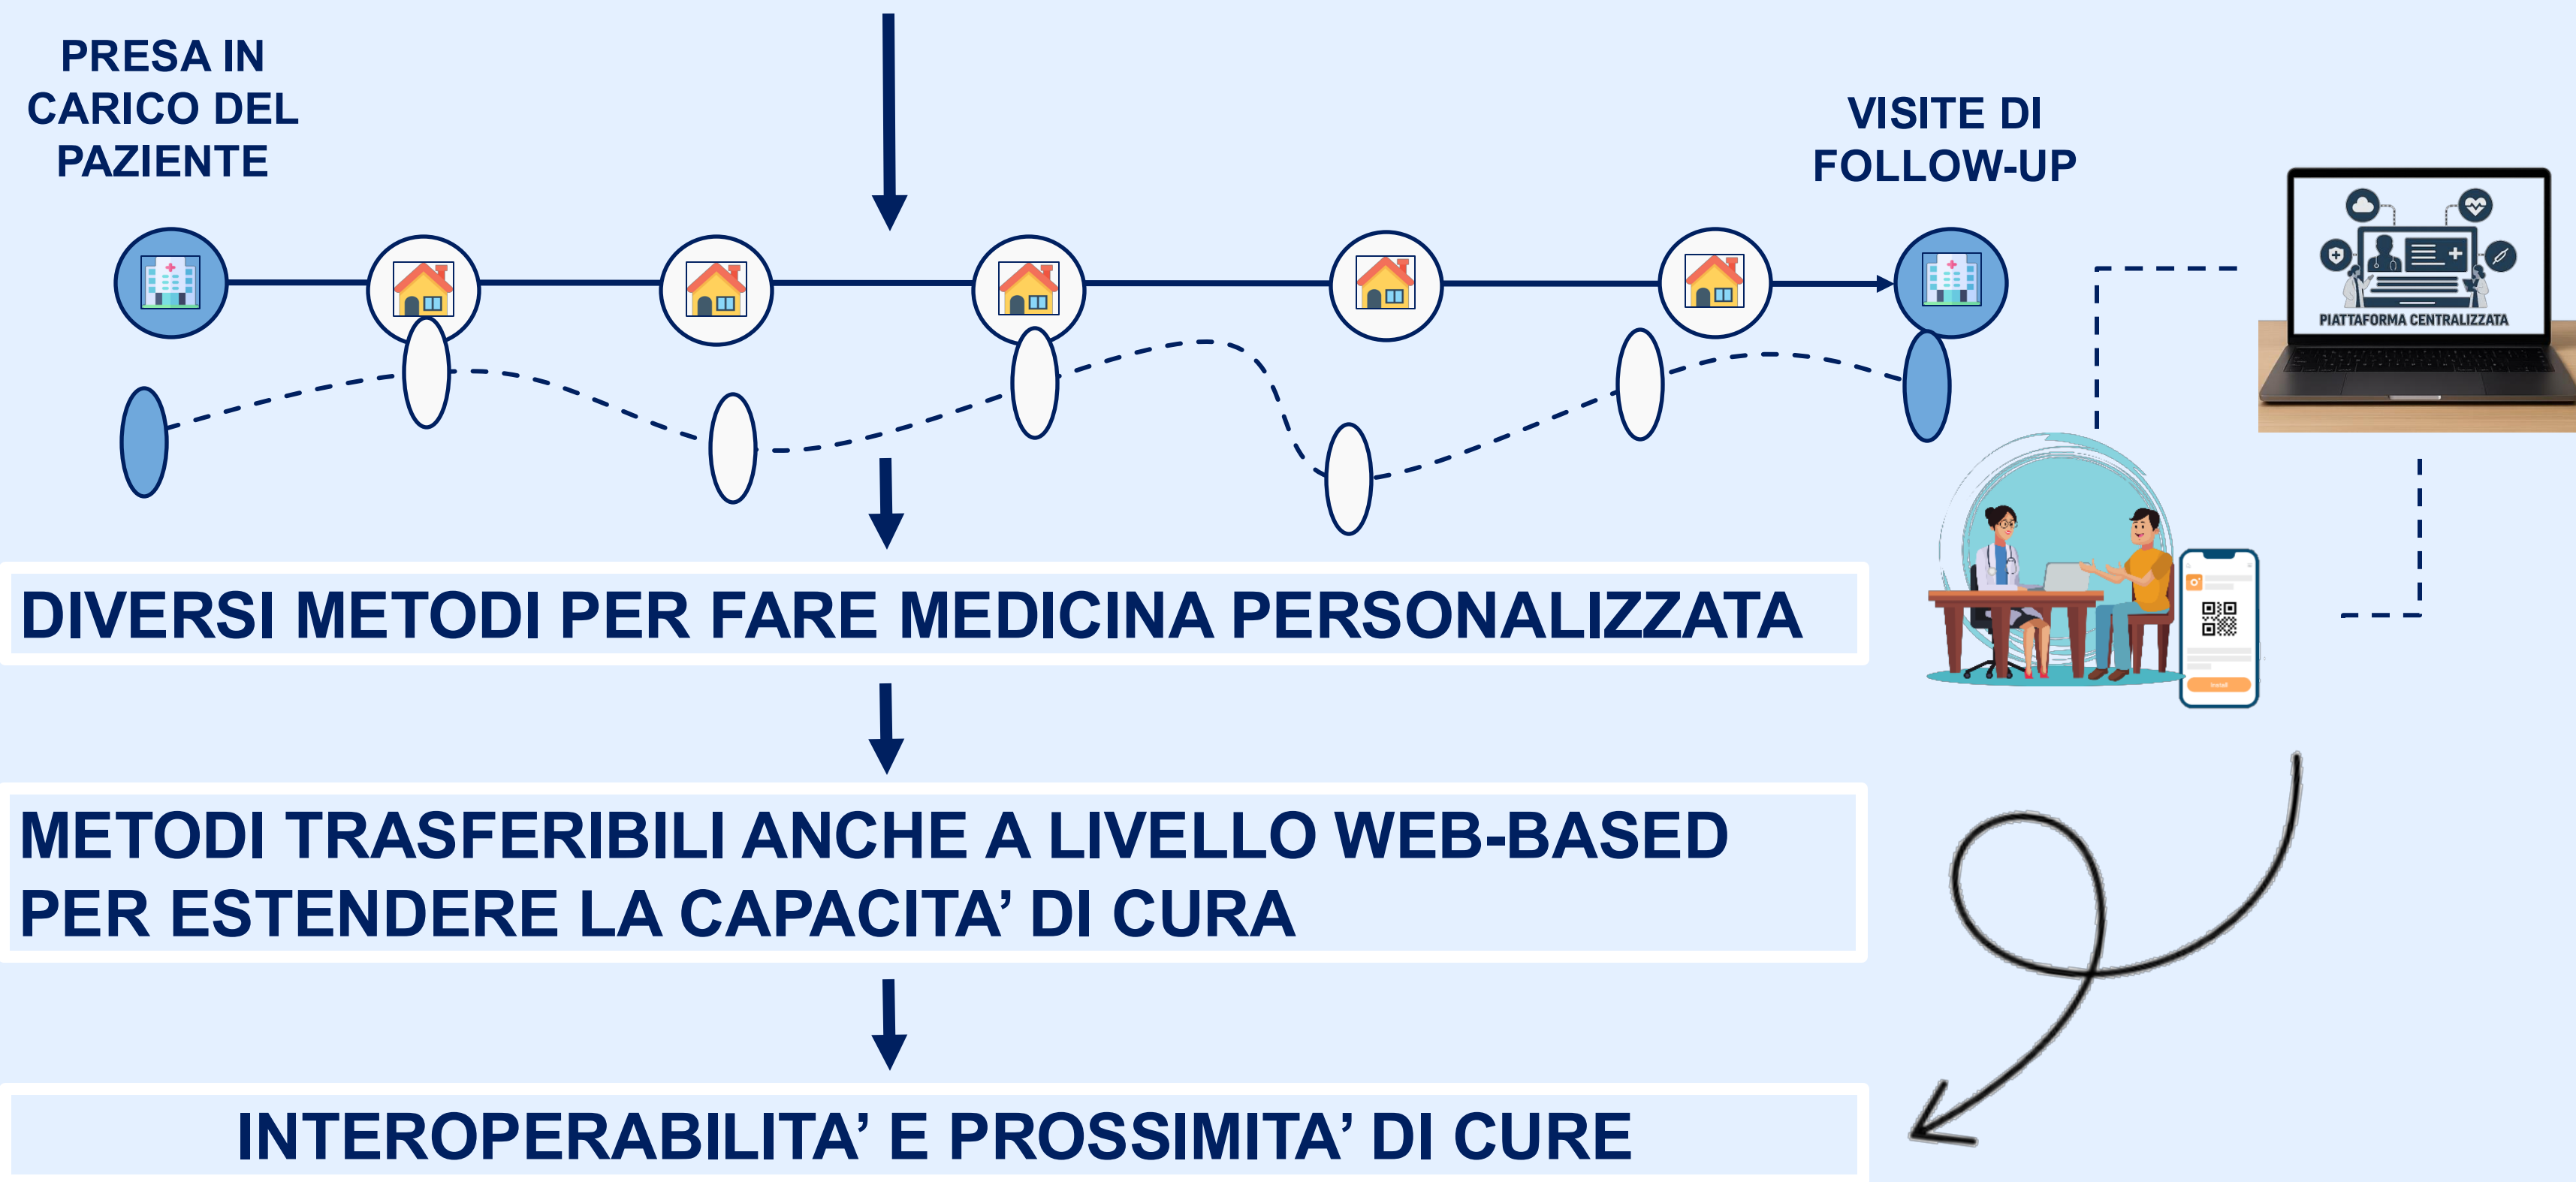 PRESA IN
CARICO DEL
PAZIENTE
VISITE DI
FOLLOW-UP
PIATTAFORMA CENTRALIZZATA
DIVERSI METODI PER FARE MEDICINA PERSONALIZZATA
Install
METODI TRASFERIBILI ANCHE A LIVELLO WEB-BASED
PER ESTENDERE LA CAPACITA’ DI CURA
INTEROPERABILITA’ E PROSSIMITA’ DI CURE